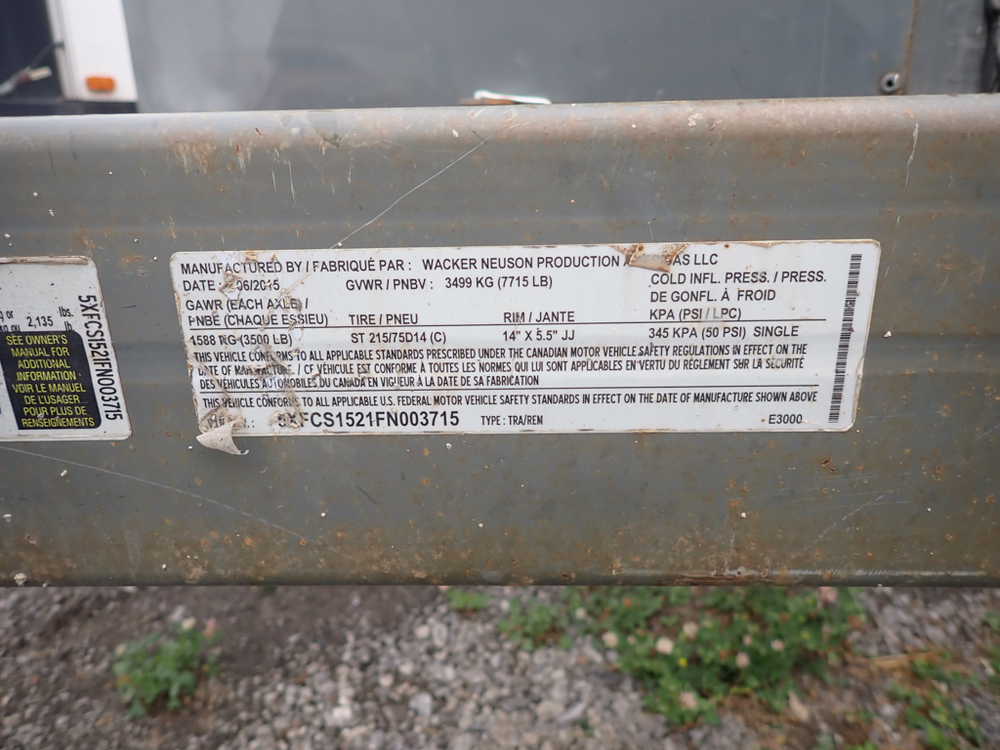 MANUFACTURED BY / FABRIQUÉ PAR : WACKER NEUSON PRODUCTION LLC
DATE : 06/2015 GVWR / PNBV : 3499 KG (7715 LB)
COLD INFL. PRESS. / PRESS.
DE GONFL. À FROID
GAWR (EACH AXLE) /
PNBE (CHAQUE ESSIEU) TIRE / PNEU RIM / JANTE KPA (PSI / LPC)
1588 KG (3500 LB) ST 215/75D14 (C) 14" X 5.5" JJ 345 KPA (50 PSI) SINGLE
THIS VEHICLE CONFORMS TO ALL APPLICABLE STANDARDS PRESCRIBED UNDER THE CANADIAN MOTOR VEHICLE SAFETY REGULATIONS IN EFFECT ON THE
DATE OF MANUFACTURE. / CE VÉHICULE EST CONFORME À TOUTES LES NORMES QUI LUI SONT APPLICABLES EN VERTU DU RÈGLEMENT SUR LA SÉCURITÉ
DES VÉHICULES AUTOMOBILES DU CANADA EN VIGUEUR À LA DATE DE SA FABRICATION
THIS VEHICLE CONFORMS TO ALL APPLICABLE U.S. FEDERAL MOTOR VEHICLE SAFETY STANDARDS IN EFFECT ON THE DATE OF MANUFACTURE SHOWN ABOVE
5XFCS1521FN003715 TYPE : TRA/REM E3000
or
2,135 lbs.
ou lb
SEE OWNER'S
MANUAL FOR
ADDITIONAL
INFORMATION
VOIR LE MANUEL
DE L'USAGER
POUR PLUS DE
RENSEIGNEMENTS
5XFCS1521FN003715